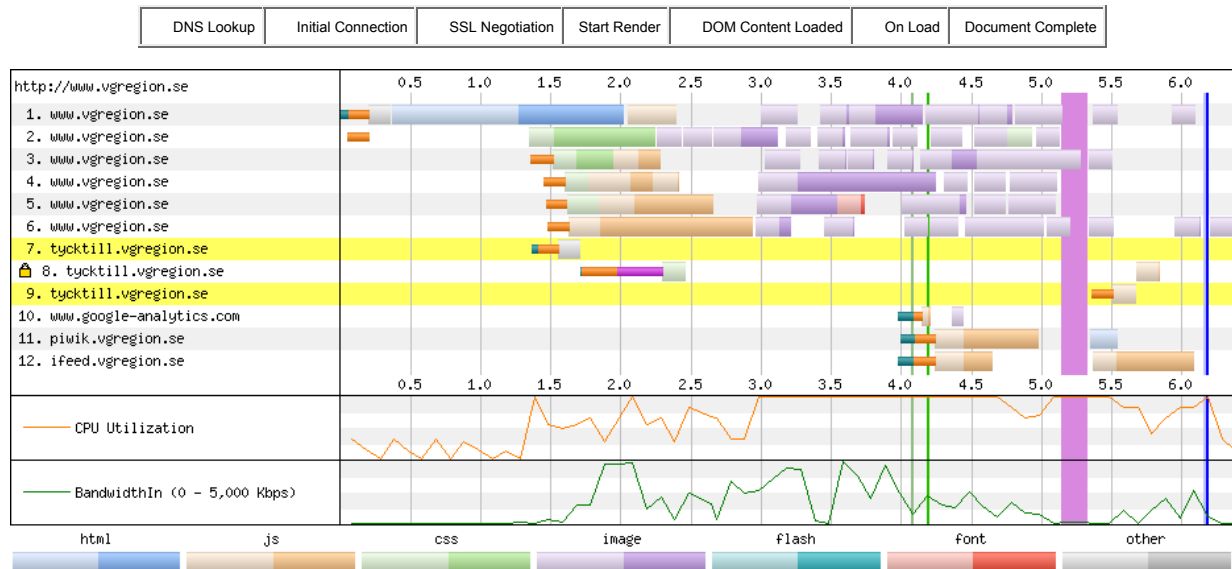 DNS Lookup Initial Connection SSL Negotiation Start Render DOM Content Loaded On Load Document Complete
http://www.vgregion.se 0.5 1.0 1.5 2.0 2.5 3.0 3.5 4.0 4.5 5.0 5.5 6.0
1. www.vgregion.se
2. www.vgregion.se
3. www.vgregion.se
4. www.vgregion.se
5. www.vgregion.se
6. www.vgregion.se
7. tycktill.vgregion.se
8. tycktill.vgregion.se
9. tycktill.vgregion.se
10. www.google-analytics.com
11. piwik.vgregion.se
12. ifeed.vgregion.se
0.5 1.0 1.5 2.0 2.5 3.0 3.5 4.0 4.5 5.0 5.5 6.0
CPU Utilization
BandwidthIn (0 - 5,000 Kbps)
html js css image flash font other